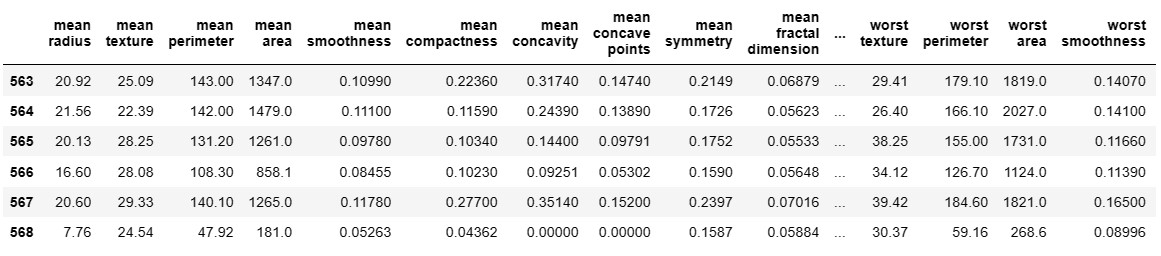 mean radius mean texture mean perimeter mean area mean smoothness mean compactness mean concavity mean concave points mean symmetry mean fractal dimension ... worst texture worst perimeter worst area worst smoothness
563 20.92 25.09 143.00 1347.0 0.10990 0.22360 0.31740 0.14740 0.2149 0.06879 ... 29.41 179.10 1819.0 0.14070
564 21.56 22.39 142.00 1479.0 0.11100 0.11590 0.24390 0.13890 0.1726 0.05623 ... 26.40 166.10 2027.0 0.14100
565 20.13 28.25 131.20 1261.0 0.09780 0.10340 0.14400 0.09791 0.1752 0.05533 ... 38.25 155.00 1731.0 0.11660
566 16.60 28.08 108.30 858.1 0.08455 0.10230 0.09251 0.05302 0.1590 0.05648 ... 34.12 126.70 1124.0 0.11390
567 20.60 29.33 140.10 1265.0 0.11780 0.27700 0.35140 0.15200 0.2397 0.07016 ... 39.42 184.60 1821.0 0.16500
568 7.76 24.54 47.92 181.0 0.05263 0.04362 0.00000 0.00000 0.1587 0.05884 ... 30.37 59.16 268.6 0.08996